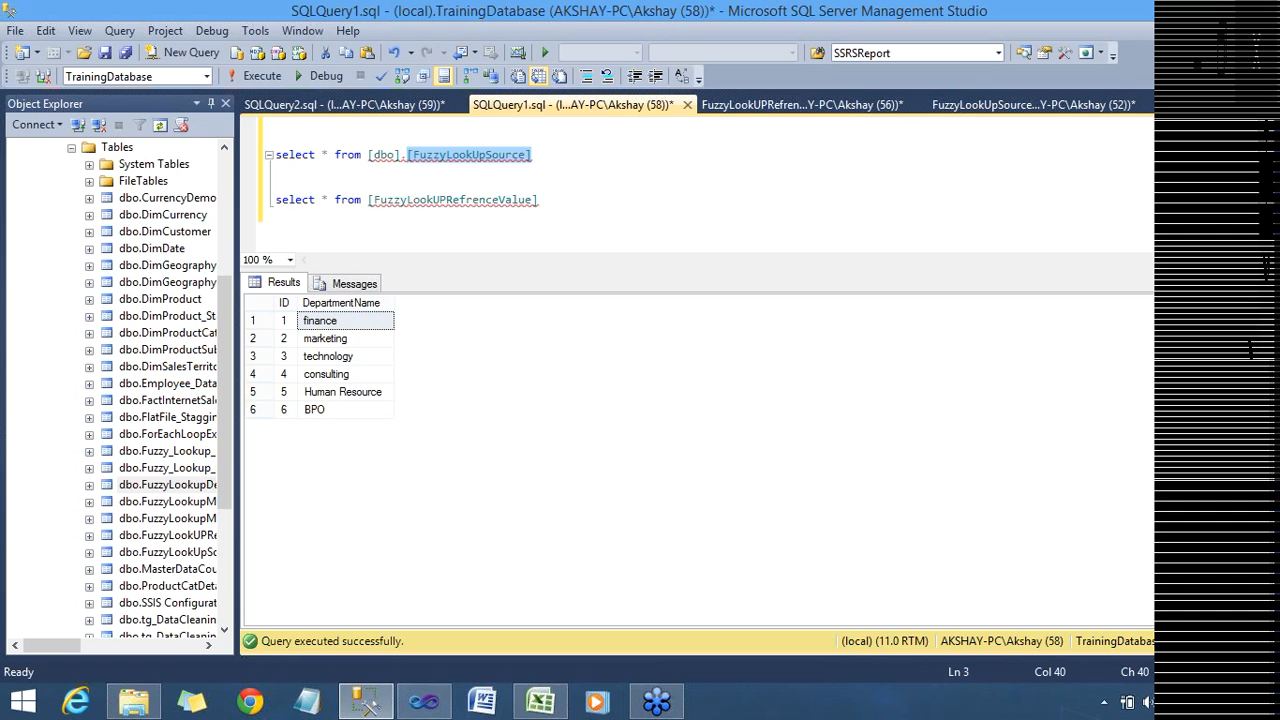 SQLQuery1.sql - (local).TrainingDatabase (AKSHAY-PC\Akshay (58))* - Microsoft SQL Server Management Studio
File Edit View Query Project Debug Tools Window Help
New Query SSRSReport
TrainingDatabase Execute Debug
Object Explorer
SQLQuery2.sql - (l...AY-PC\Akshay (59))* SQLQuery1.sql - (l...AY-PC\Akshay (58))* FuzzyLookUPRefren...Y-PC\Akshay (56))* FuzzyLookUpSource...Y-PC\Akshay (52))*
Connect
Tables
System Tables
FileTables
dbo.CurrencyDemo
dbo.DimCurrency
dbo.DimCustomer
dbo.DimDate
dbo.DimGeography
dbo.DimGeography
dbo.DimProduct
dbo.DimProduct_St
dbo.DimProductCat
dbo.DimProductSub
dbo.DimSalesTerrito
dbo.Employee_Data
dbo.FactInternetSal
dbo.FlatFile_Staggin
dbo.ForEachLoopEx
dbo.Fuzzy_Lookup_
dbo.Fuzzy_Lookup_
dbo.FuzzyLookupDe
dbo.FuzzyLookupM
dbo.FuzzyLookupM
dbo.FuzzyLookUPRe
dbo.FuzzyLookUpSo
dbo.MasterDataCou
dbo.ProductCatDeta
dbo.SSIS Configurat
dbo.tg_DataCleanin
dbo.tg_DataCleanin
select * from [dbo].[FuzzyLookUpSource]
select * from [FuzzyLookUPRefrenceValue]
100 %
Results Messages
ID DepartmentName
1 1 finance
2 2 marketing
3 3 technology
4 4 consulting
5 5 Human Resource
6 6 BPO
Query executed successfully. (local) (11.0 RTM) AKSHAY-PC\Akshay (58) TrainingDatabas
Ready Ln 3 Col 40 Ch 40